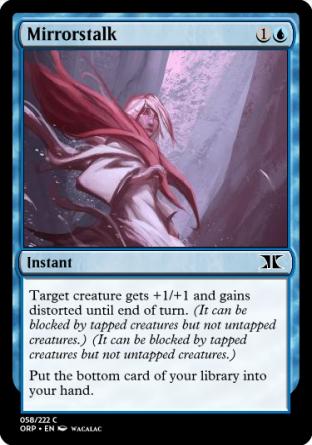 Mirrorstalk 1
Instant
Target creature gets +1/+1 and gains
distorted until end of turn. (It can be
blocked by tapped creatures but not untapped
creatures.) (It can be blocked by tapped
creatures but not untapped creatures.)
Put the bottom card of your library into
your hand.
058/222 C
ORP • EN WACALAC